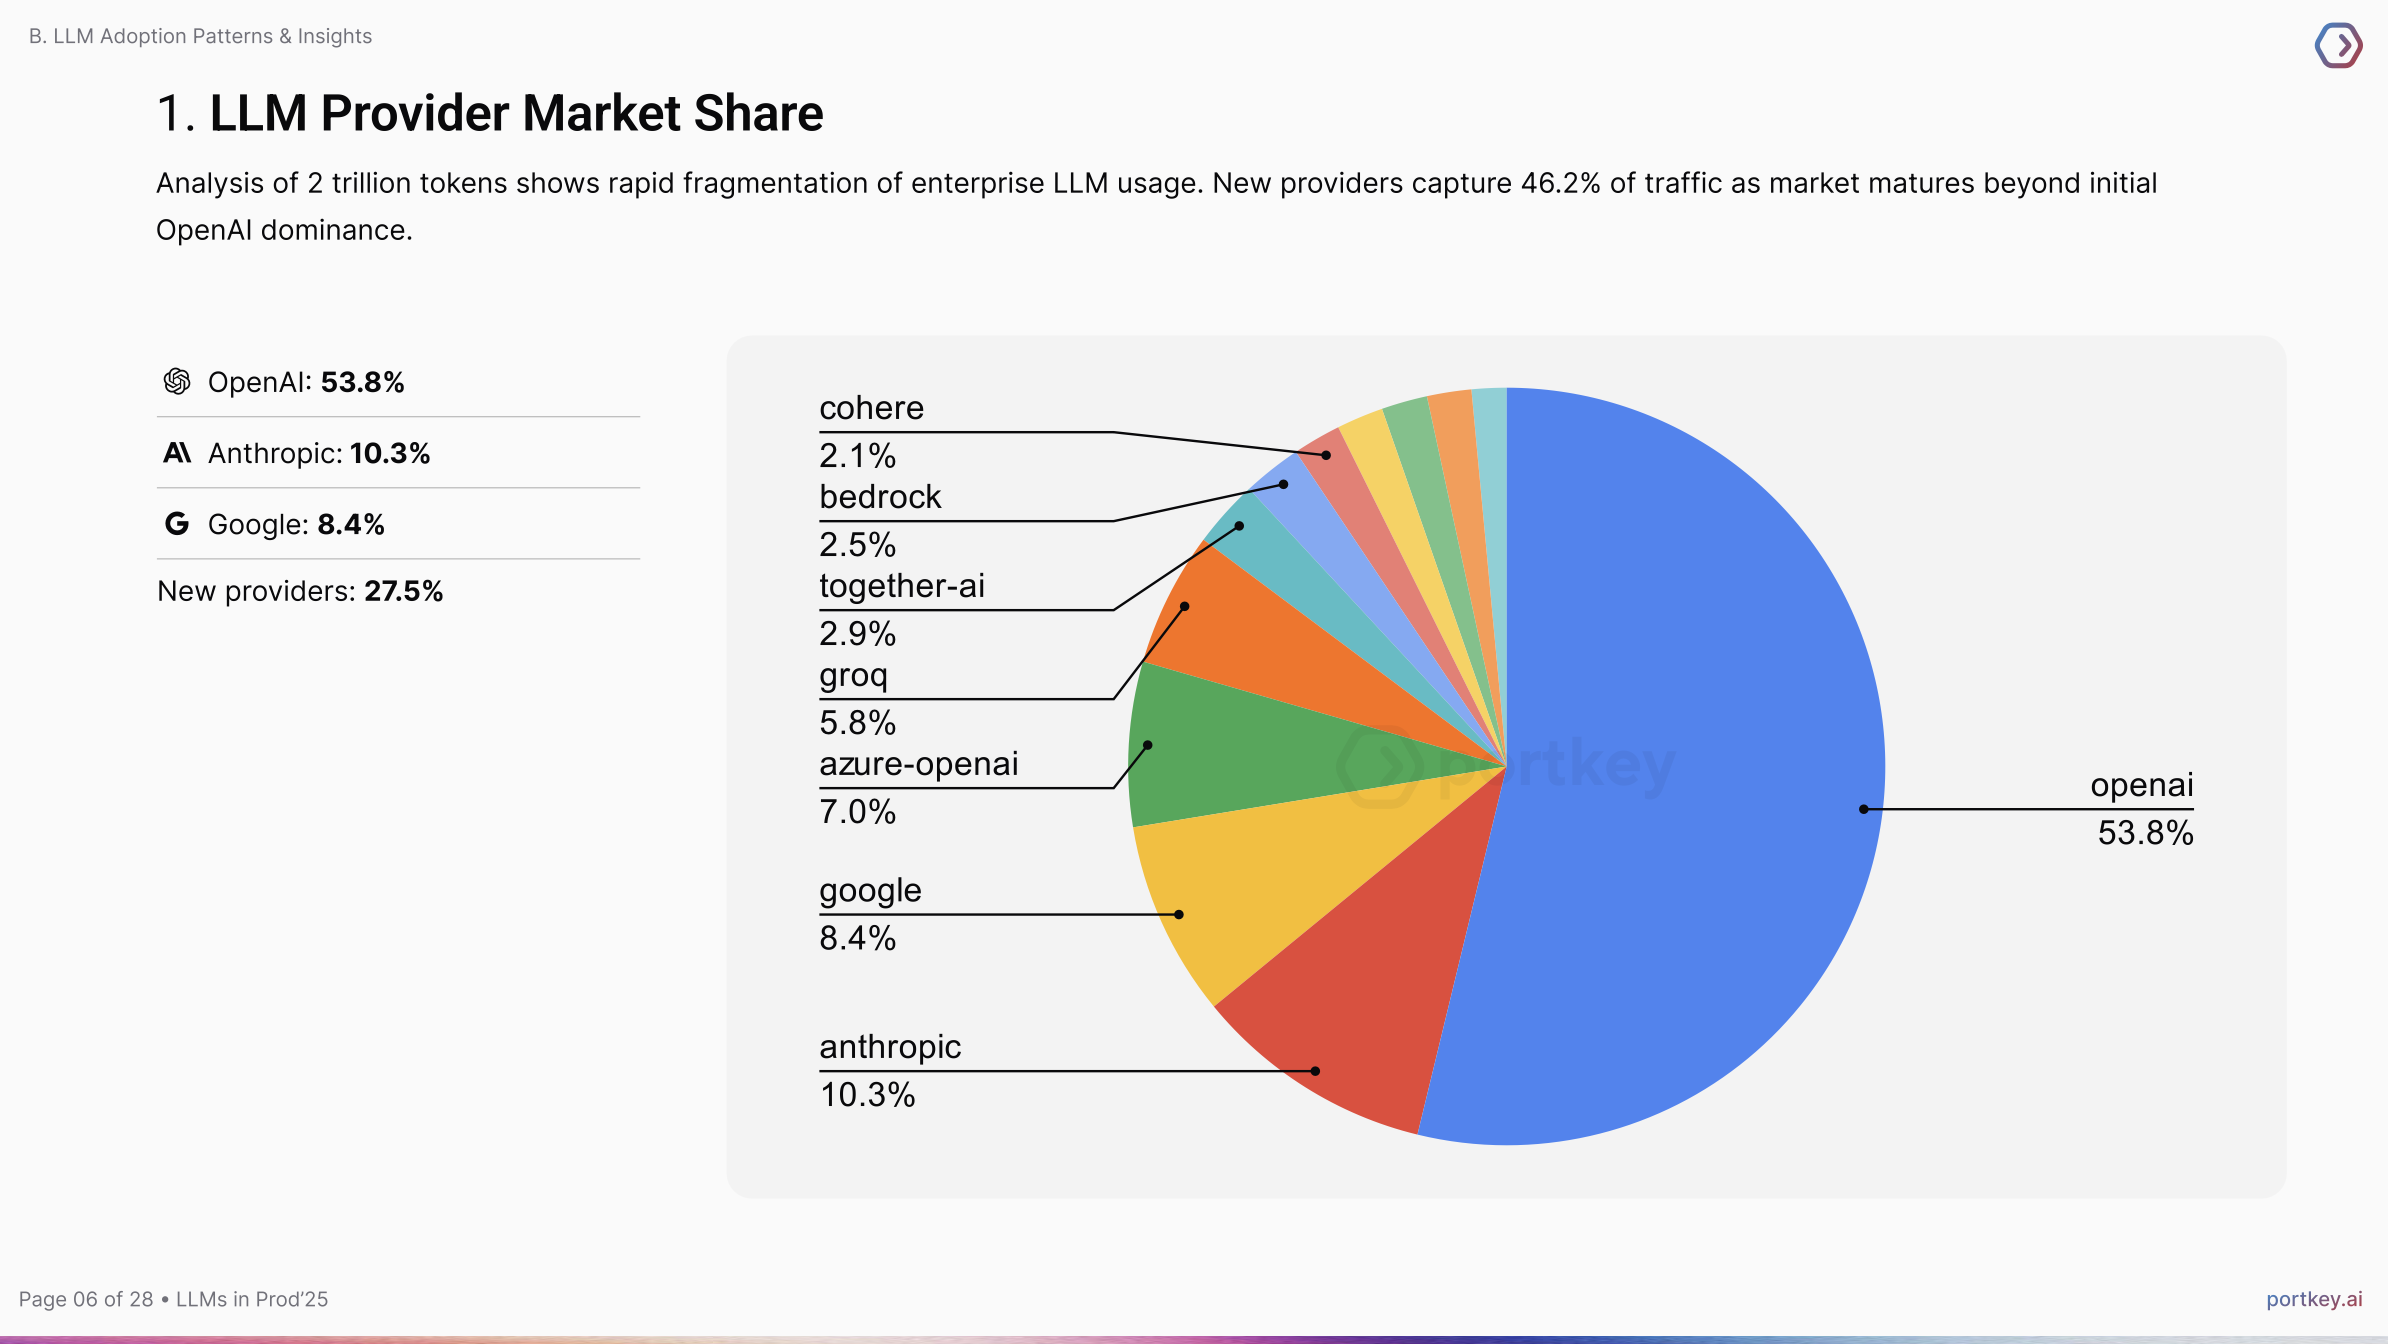 B. LLM Adoption Patterns & Insights
1. LLM Provider Market Share
Analysis of 2 trillion tokens shows rapid fragmentation of enterprise LLM usage. New providers capture 46.2% of traffic as market matures beyond initial
OpenAI dominance.
OpenAI: 53.8%
Anthropic: 10.3%
Google: 8.4%
New providers: 27.5%
cohere
2.1%
bedrock
2.5%
together-ai
2.9%
groq
5.8%
azure-openai
7.0%
google
8.4%
anthropic
10.3%
portkey
openai
53.8%
Page 06 of 28 • LLMs in Prod’25
portkey.ai